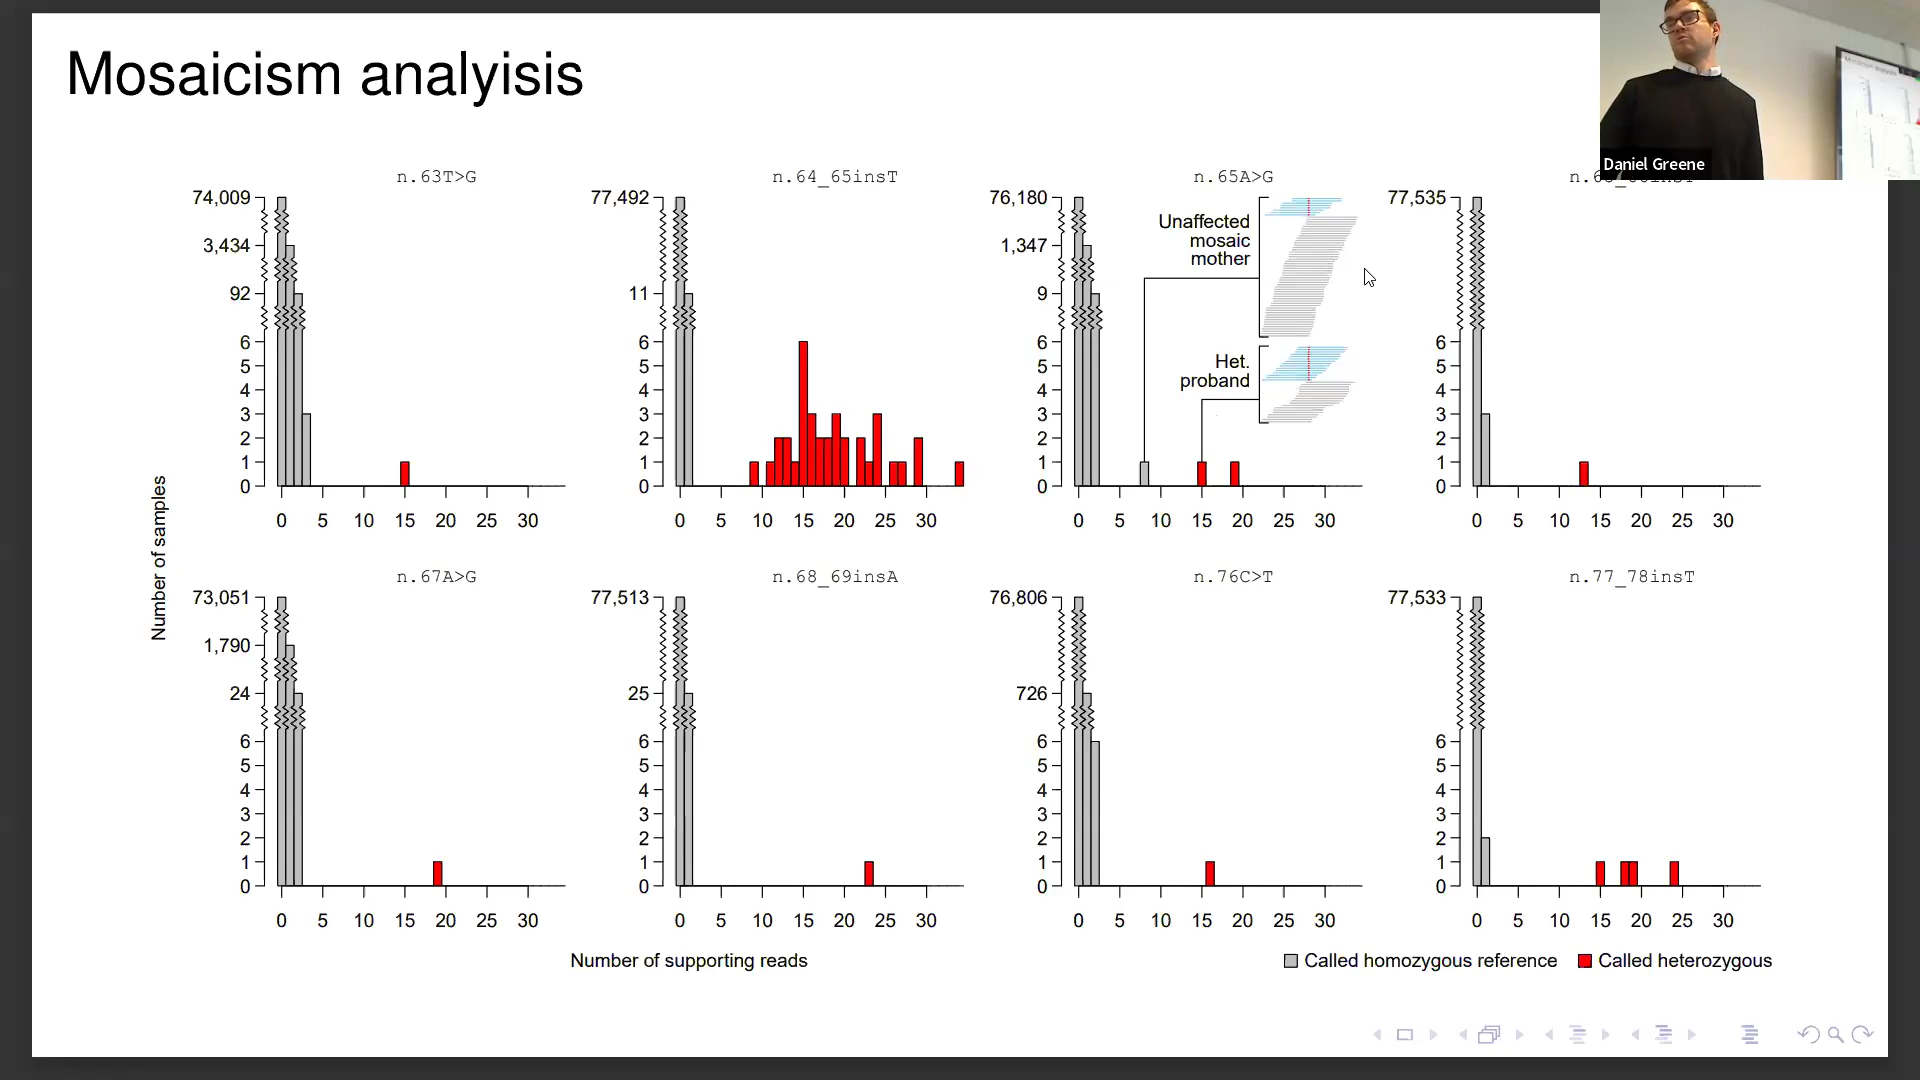 Mosaicism analyisis
Daniel Greene
n.63T>G
74,009
3,434
92
6
5
4
3
2
1
0
0 5 10 15 20 25 30
n.64_65insT
77,492
11
6
5
4
3
2
1
0
0 5 10 15 20 25 30
n.65A>G
76,180
1,347
9
6
5
4
3
2
1
0
0 5 10 15 20 25 30
Unaffected
mosaic
mother
Het.
proband
77,535
6
5
4
3
2
1
0
0 5 10 15 20 25 30
Number of samples
n.67A>G
73,051
1,790
24
6
5
4
3
2
1
0
0 5 10 15 20 25 30
n.68_69insA
77,513
25
6
5
4
3
2
1
0
0 5 10 15 20 25 30
n.76C>T
76,806
726
6
5
4
3
2
1
0
0 5 10 15 20 25 30
n.77_78insT
77,533
6
5
4
3
2
1
0
0 5 10 15 20 25 30
Number of supporting reads
Called homozygous reference
Called heterozygous